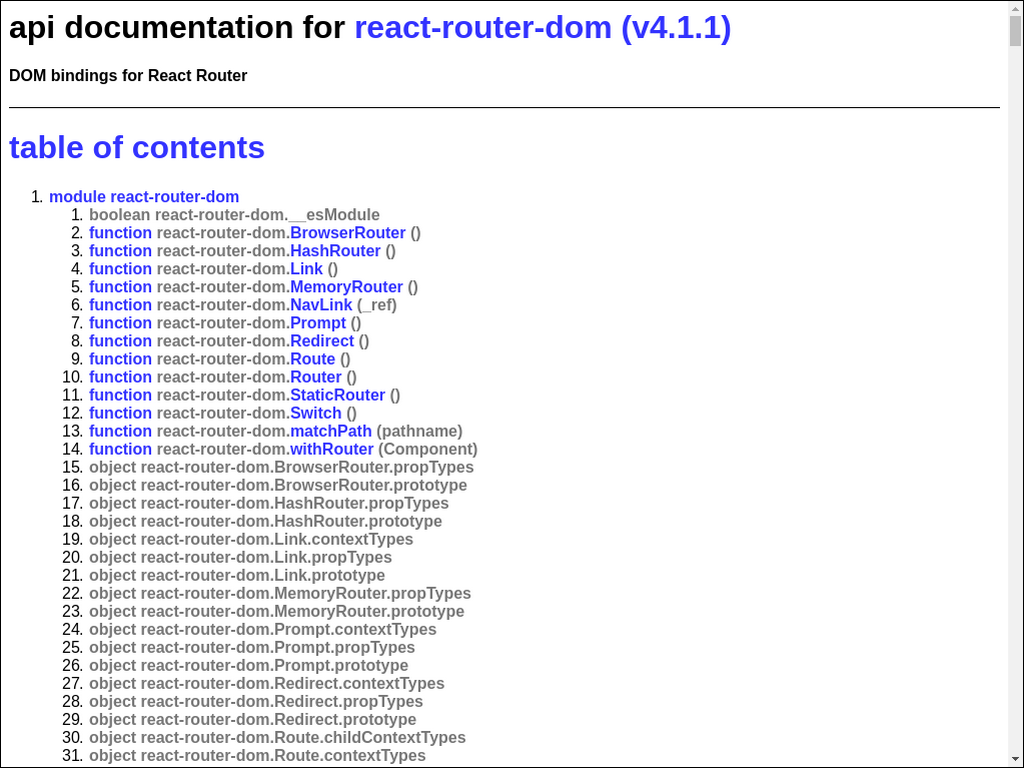 api documentation for react-router-dom (v4.1.1)
DOM bindings for React Router
table of contents
1. module react-router-dom
1. boolean react-router-dom.__esModule
2. function react-router-dom.BrowserRouter ()
3. function react-router-dom.HashRouter ()
4. function react-router-dom.Link ()
5. function react-router-dom.MemoryRouter ()
6. function react-router-dom.NavLink (_ref)
7. function react-router-dom.Prompt ()
8. function react-router-dom.Redirect ()
9. function react-router-dom.Route ()
10. function react-router-dom.Router ()
11. function react-router-dom.StaticRouter ()
12. function react-router-dom.Switch ()
13. function react-router-dom.matchPath (pathname)
14. function react-router-dom.withRouter (Component)
15. object react-router-dom.BrowserRouter.propTypes
16. object react-router-dom.BrowserRouter.prototype
17. object react-router-dom.HashRouter.propTypes
18. object react-router-dom.HashRouter.prototype
19. object react-router-dom.Link.contextTypes
20. object react-router-dom.Link.propTypes
21. object react-router-dom.Link.prototype
22. object react-router-dom.MemoryRouter.propTypes
23. object react-router-dom.MemoryRouter.prototype
24. object react-router-dom.Prompt.contextTypes
25. object react-router-dom.Prompt.propTypes
26. object react-router-dom.Prompt.prototype
27. object react-router-dom.Redirect.contextTypes
28. object react-router-dom.Redirect.propTypes
29. object react-router-dom.Redirect.prototype
30. object react-router-dom.Route.childContextTypes
31. object react-router-dom.Route.contextTypes